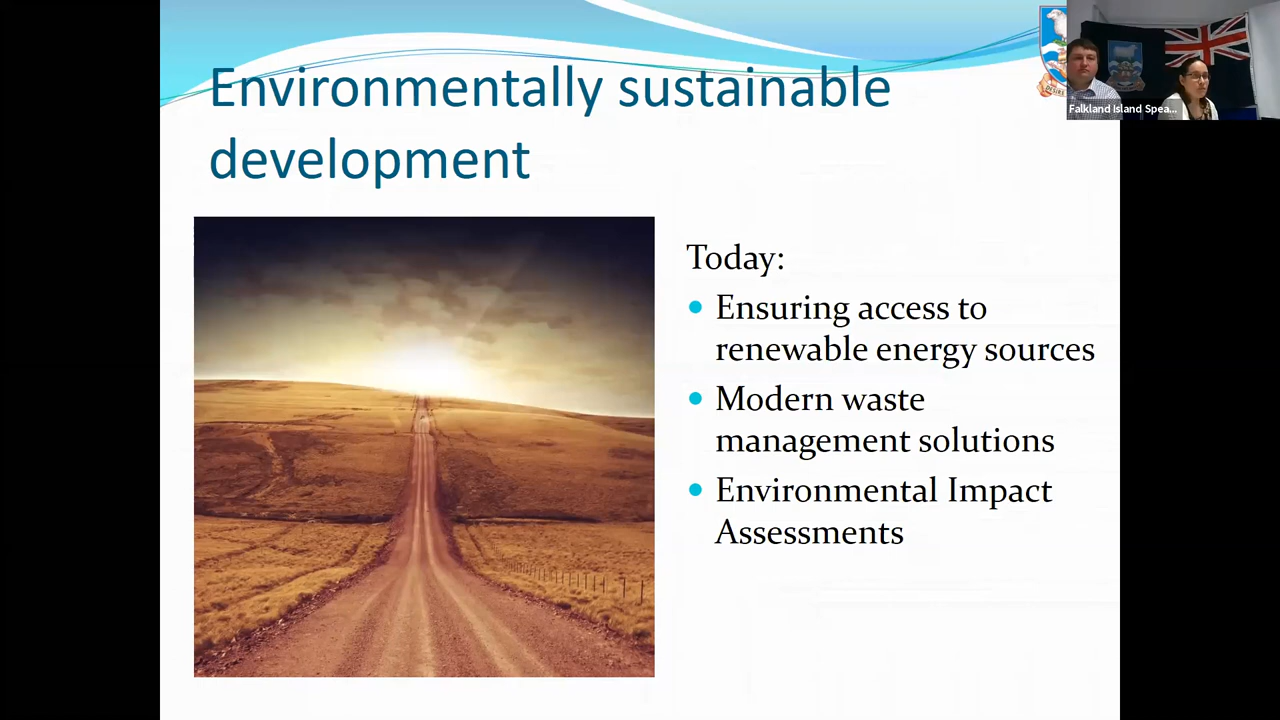 Environmentally sustainable
development
Today:
Ensuring access to
renewable energy sources
Modern waste
management solutions
Environmental Impact
Assessments
Falkland Island Spea...